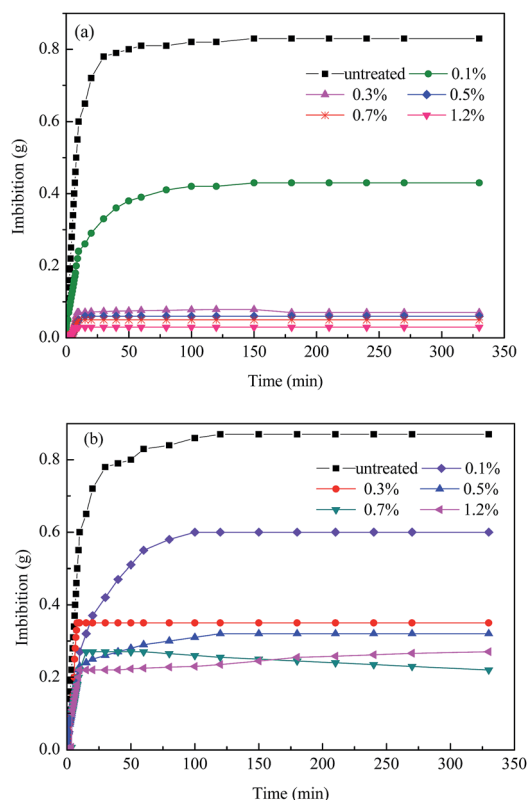 (a)
0.8
0.6
0.4
0.2
0.0
Imbibition (g)
untreated 0.1%
0.3% 0.5%
0.7% 1.2%
0 50 100 150 200 250 300 350
Time (min)
(b)
0.8
0.6
0.4
0.2
0.0
Imbibition (g)
untreated 0.1%
0.3% 0.5%
0.7% 1.2%
0 50 100 150 200 250 300 350
Time (min)